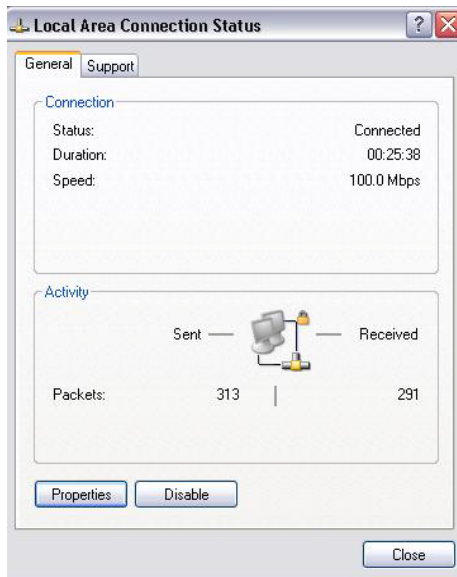 Local Area Connection Status
General Support
Connection
Status: Connected
Duration: 00:25:38
Speed: 100.0 Mbps
Activity
Sent — — Received
Packets: 313 | 291
Properties Disable
Close